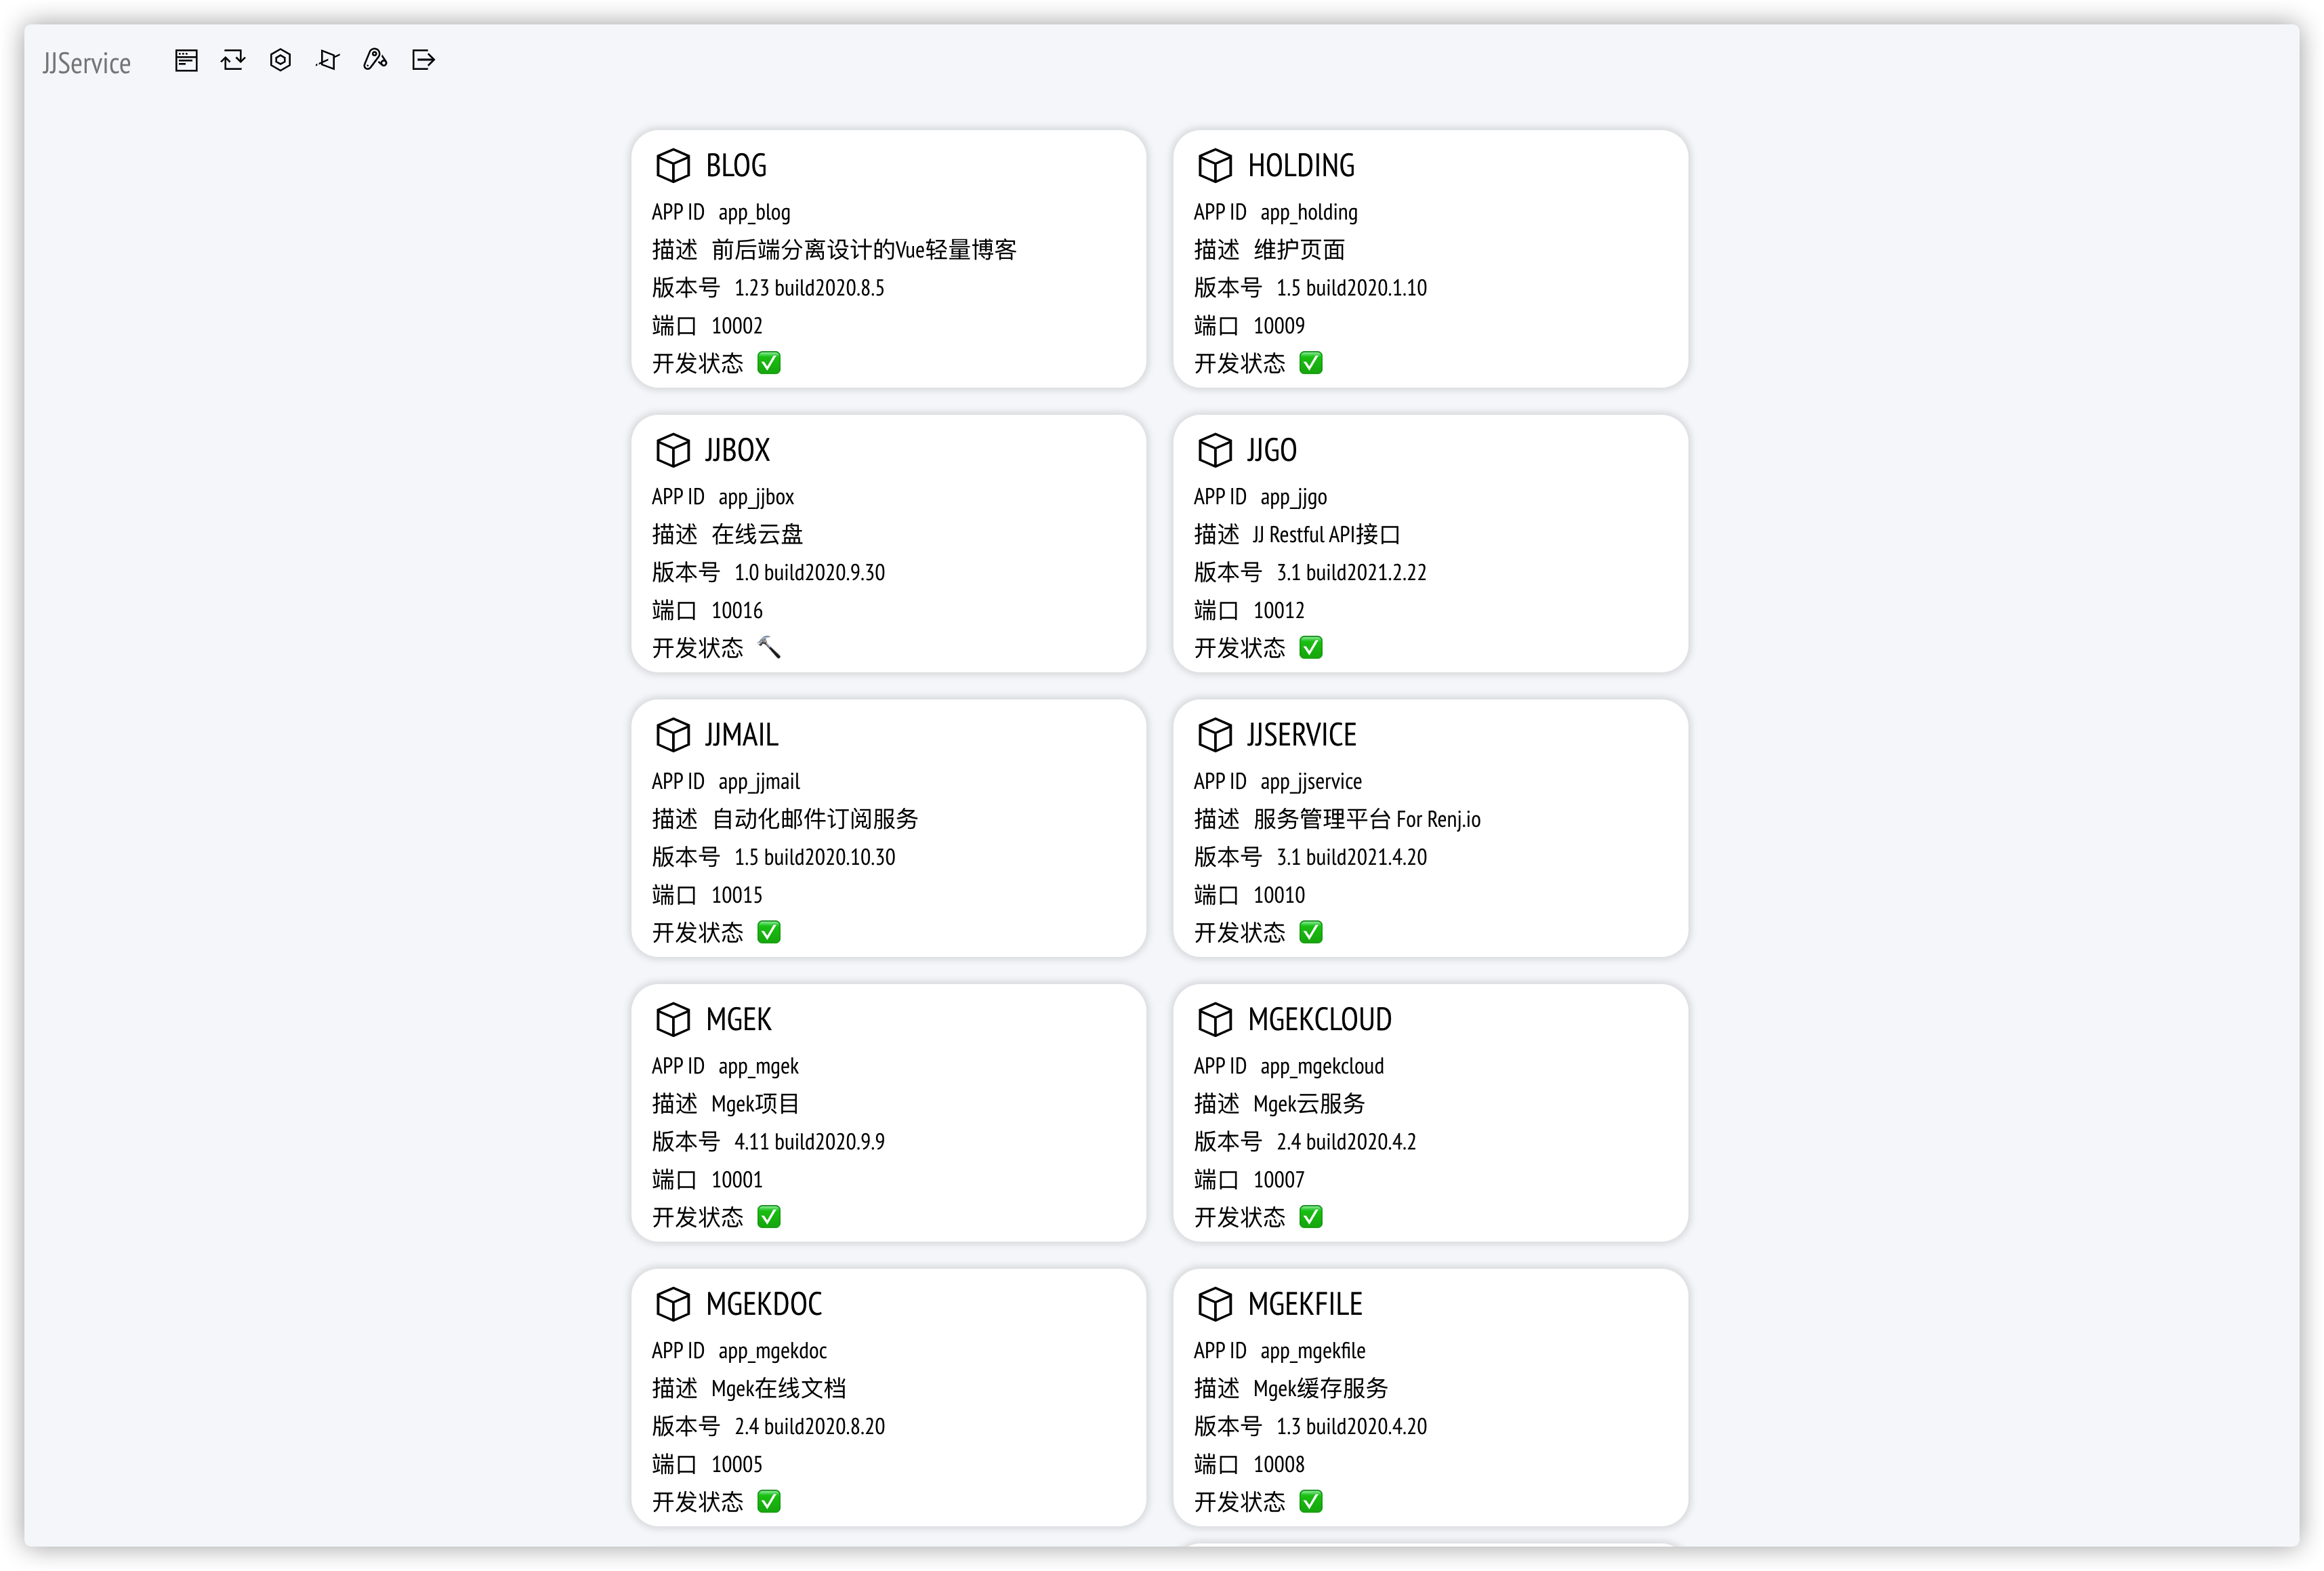 JJService
BLOG
APP ID app_blog
描述 前后端分离设计的Vue轻量博客
版本号 1.23 build2020.8.5
端口 10002
开发状态 ✅
HOLDING
APP ID app_holding
描述 维护页面
版本号 1.5 build2020.1.10
端口 10009
开发状态 ✅
JJBOX
APP ID app_jjbox
描述 在线云盘
版本号 1.0 build2020.9.30
端口 10016
开发状态 🔨
JJGO
APP ID app_jjgo
描述 JJ Restful API接口
版本号 3.1 build2021.2.22
端口 10012
开发状态 ✅
JJMAIL
APP ID app_jjmail
描述 自动化邮件订阅服务
版本号 1.5 build2020.10.30
端口 10015
开发状态 ✅
JJSERVICE
APP ID app_jjservice
描述 服务管理平台 For Renj.io
版本号 3.1 build2021.4.20
端口 10010
开发状态 ✅
MGEK
APP ID app_mgek
描述 Mgek项目
版本号 4.11 build2020.9.9
端口 10001
开发状态 ✅
MGEKCLOUD
APP ID app_mgekcloud
描述 Mgek云服务
版本号 2.4 build2020.4.2
端口 10007
开发状态 ✅
MGEKDOC
APP ID app_mgekdoc
描述 Mgek在线文档
版本号 2.4 build2020.8.20
端口 10005
开发状态 ✅
MGEKFILE
APP ID app_mgekfile
描述 Mgek缓存服务
版本号 1.3 build2020.4.20
端口 10008
开发状态 ✅